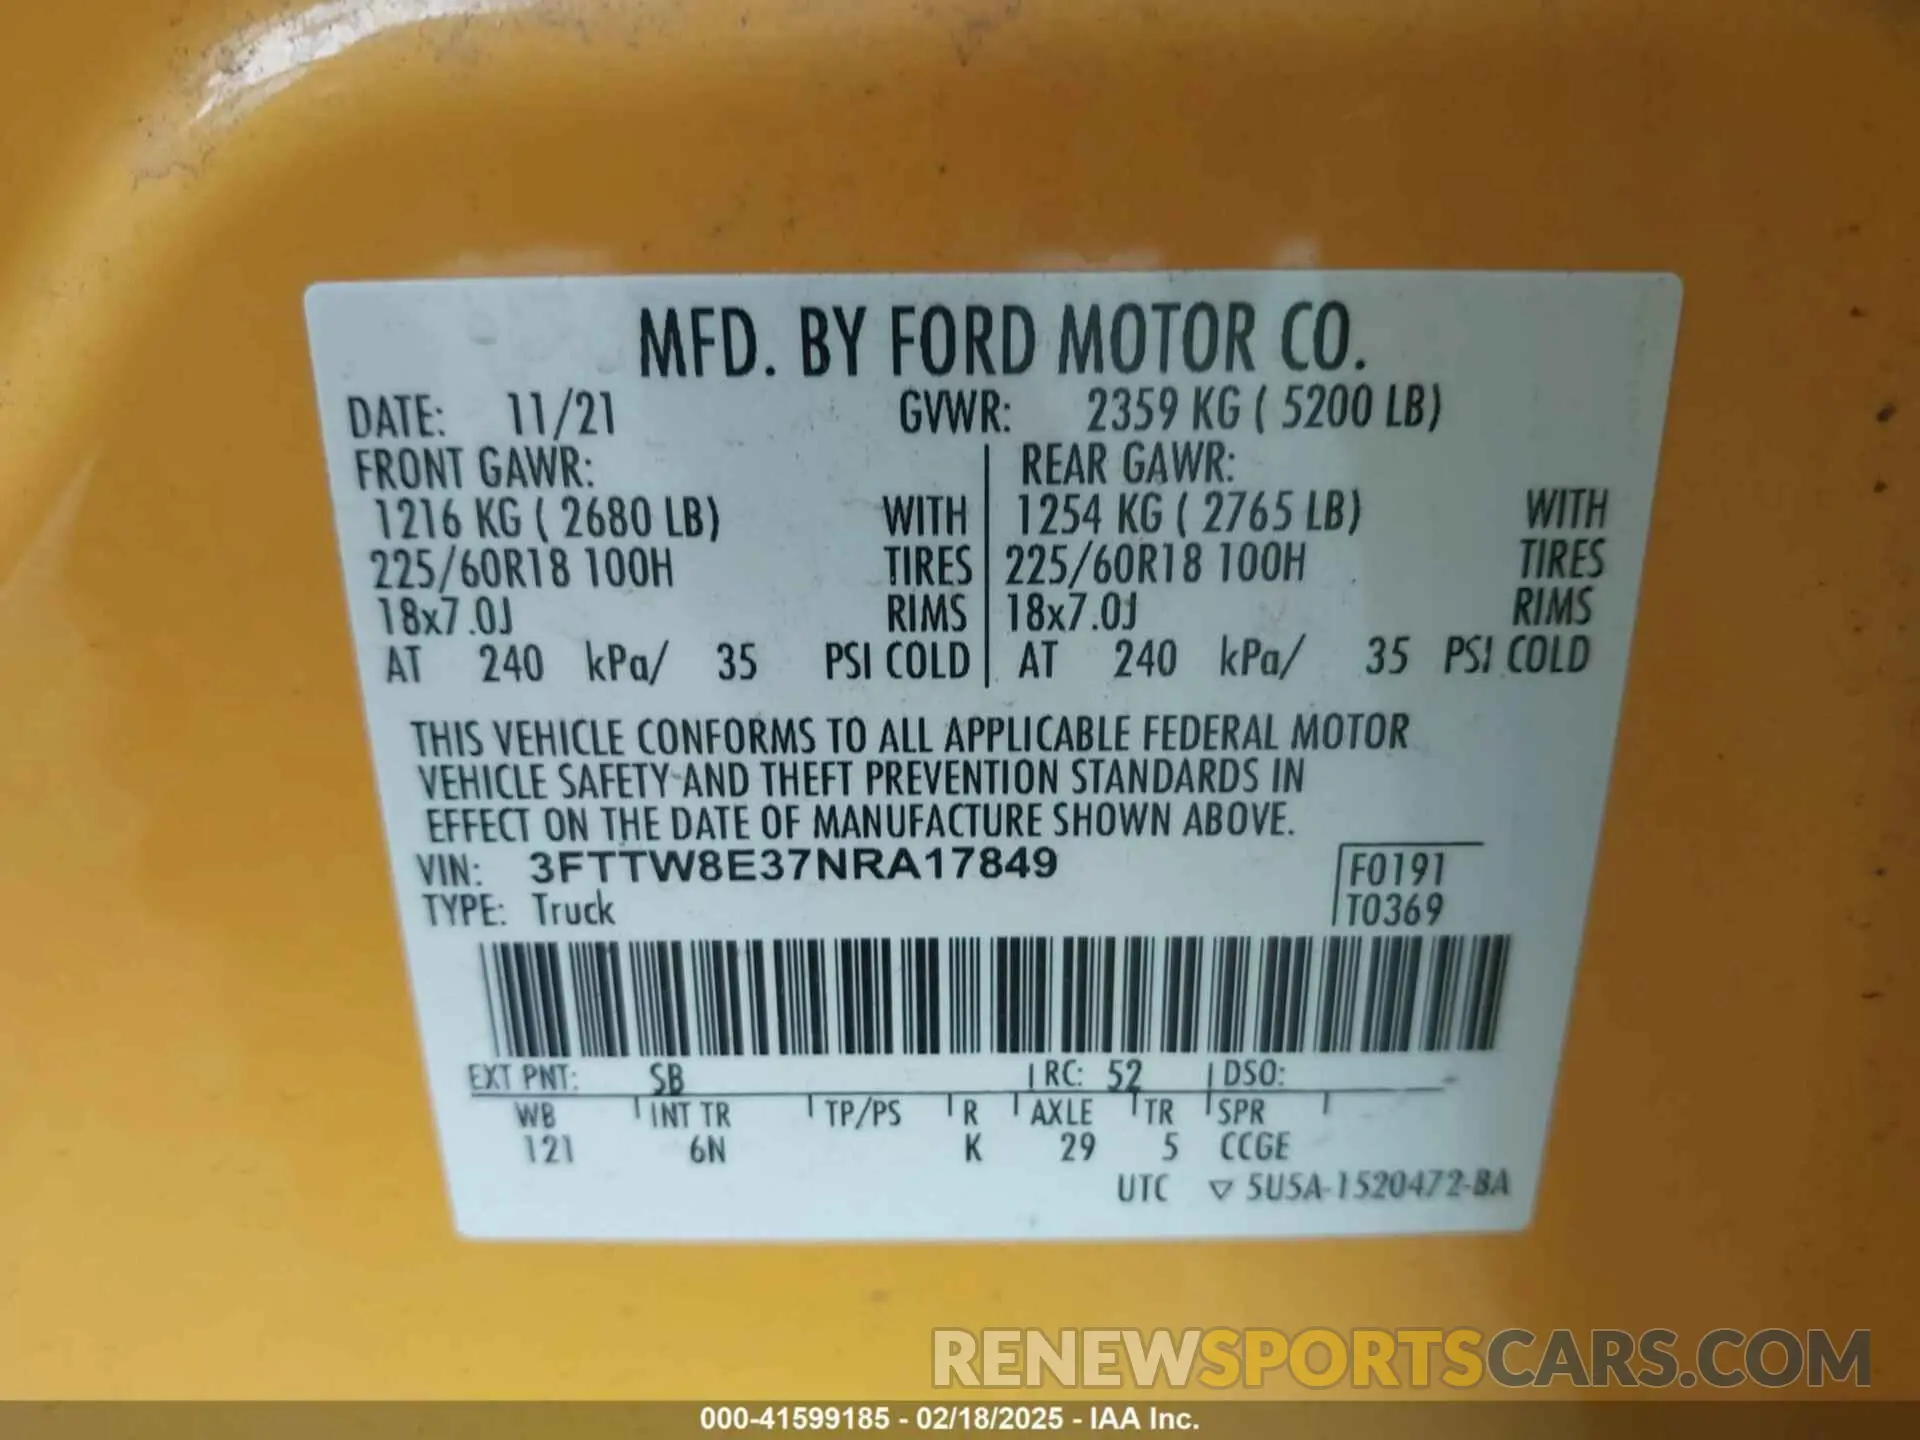 MFD. BY FORD MOTOR CO.
DATE: 11/21 GVWR: 2359 KG ( 5200 LB)
FRONT GAWR: REAR GAWR:
1216 KG ( 2680 LB) WITH 1254 KG ( 2765 LB) WITH
225/60R18 100H TIRES 225/60R18 100H TIRES
18x7.0J RIMS 18x7.0J RIMS
AT 240 kPa/ 35 PSI COLD AT 240 kPa/ 35 PSI COLD
THIS VEHICLE CONFORMS TO ALL APPLICABLE FEDERAL MOTOR
VEHICLE SAFETY AND THEFT PREVENTION STANDARDS IN
EFFECT ON THE DATE OF MANUFACTURE SHOWN ABOVE.
VIN: 3FTTW8E37NRA17849 F0191
TYPE: Truck T0369
EXT PNT: SB RC: 52 DSO:
WB INT TR TP/PS R AXLE TR SPR
121 6N K 29 5 CCGE
UTC ▽ 5U5A-1520472-BA
RENEWSPORTSCARS.COM
000-41599185 - 02/18/2025 - IAA Inc.